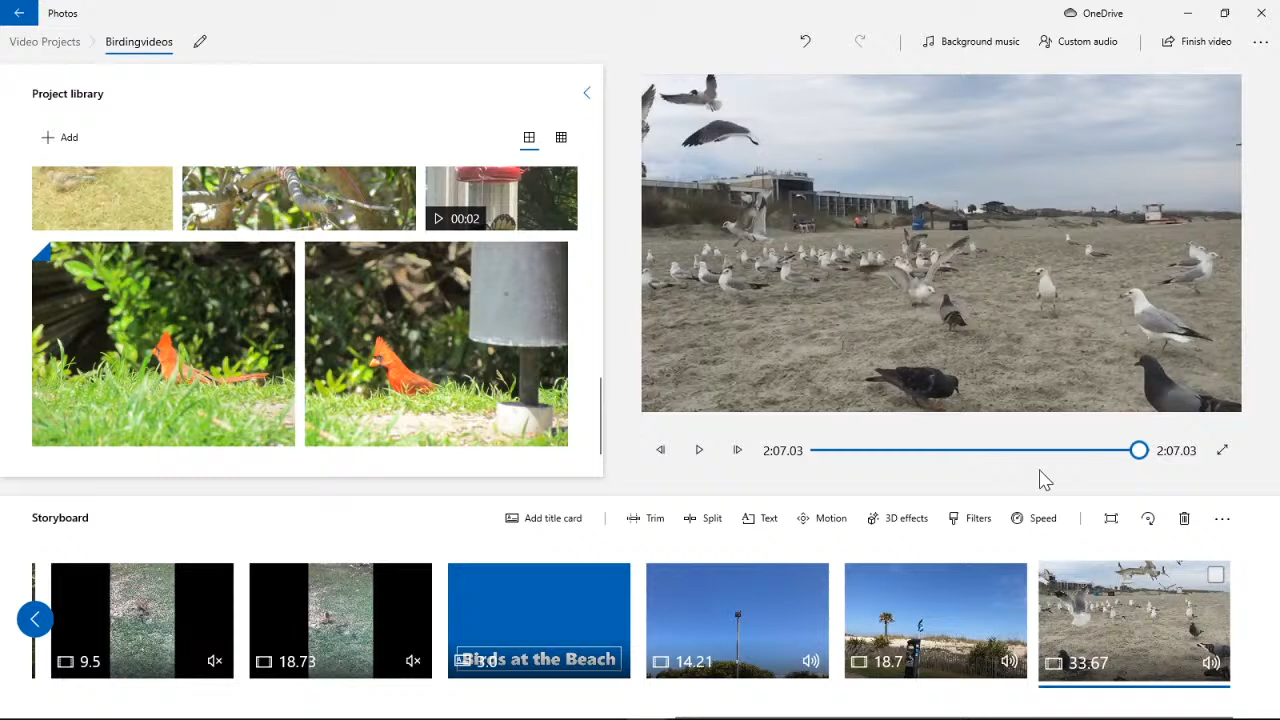 Photos
OneDrive
Video Projects
Birdingvideos
Background music
Custom audio
Finish video
Project library
Add
00:02
2:07.03
2:07.03
Storyboard
Add title card
Trim
Split
Text
Motion
3D effects
Filters
Speed
9.5
18.73
3.0
Birds at the Beach
14.21
18.7
33.67